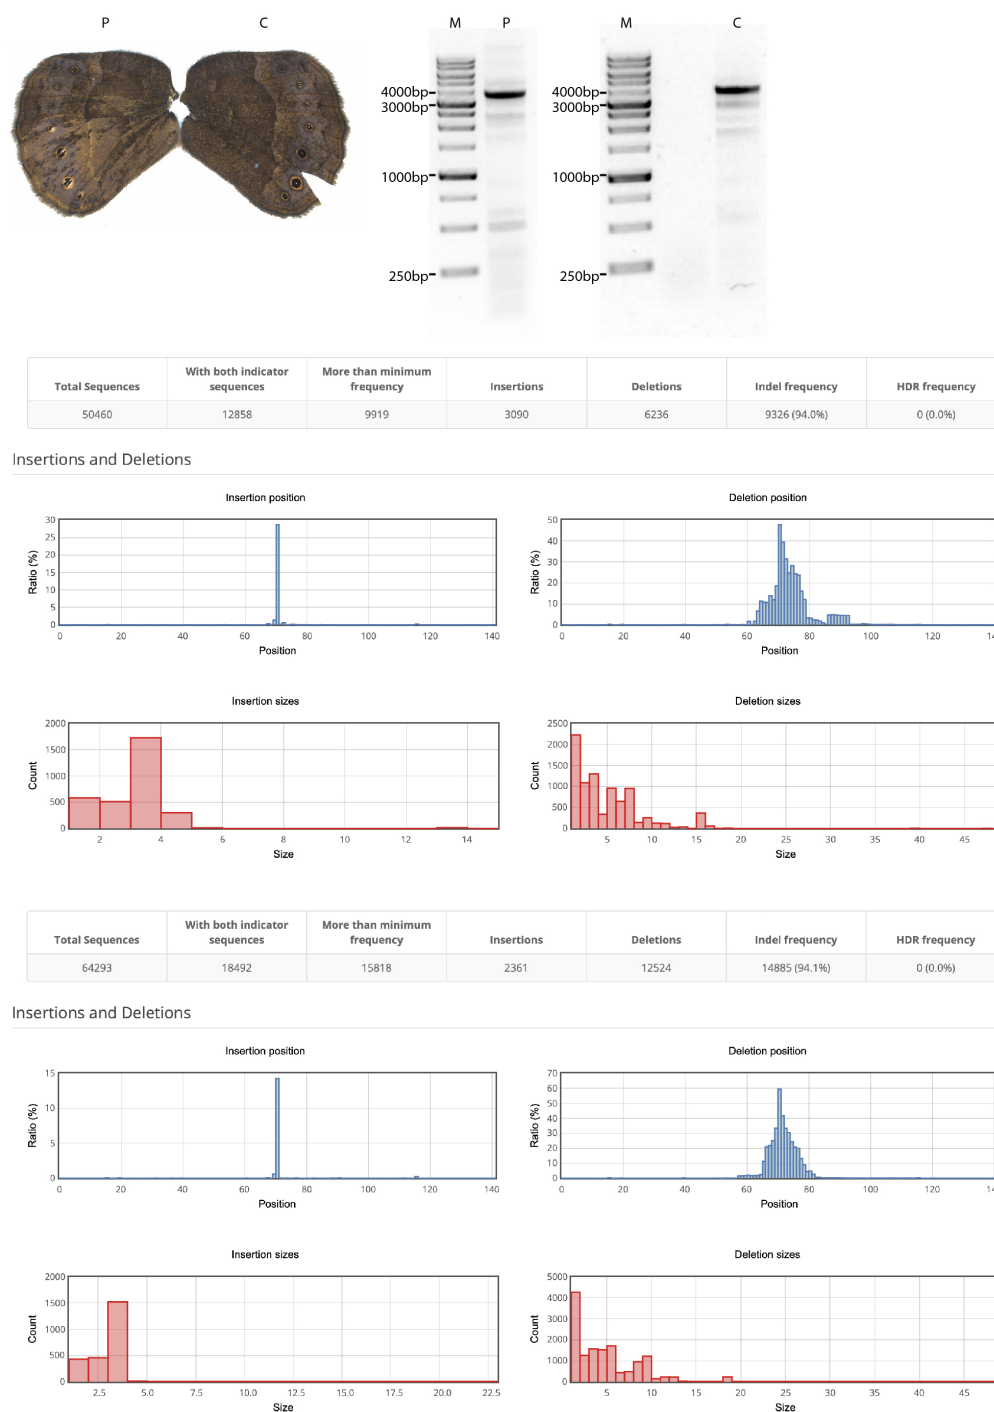 P C M P M C
4000bp 4000bp
3000bp 3000bp
1000bp 1000bp
250bp 250bp
Total Sequences With both indicator sequences More than minimum frequency Insertions Deletions Indel frequency HDR frequency
50460 12858 9919 3090 6236 9326 (94.0%) 0 (0.0%)
Insertions and Deletions
Insertion position
Ratio (%)
30
25
20
15
10
5
0
0 20 40 60 80 100 120 140
Position
Deletion position
Ratio (%)
50
40
30
20
10
0
0 20 40 60 80 100 120
Position
Insertion sizes
Count
2000
1500
1000
500
0
2 4 6 8 10 12 14
Size
Deletion sizes
Count
2500
2000
1500
1000
500
0
5 10 15 20 25 30 35 40 45
Size
Total Sequences With both indicator sequences More than minimum frequency Insertions Deletions Indel frequency HDR frequency
64293 18492 15818 2361 12524 14885 (94.1%) 0 (0.0%)
Insertions and Deletions
Insertion position
Ratio (%)
15
10
5
0
0 20 40 60 80 100 120 140
Position
Deletion position
Ratio (%)
70
60
50
40
30
20
10
0
0 20 40 60 80 100 120
Position
Insertion sizes
Count
2000
1500
1000
500
0
2.5 5.0 7.5 10.0 12.5 15.0 17.5 20.0 22.5
Size
Deletion sizes
Count
5000
4000
3000
2000
1000
0
5 10 15 20 25 30 35 40 45
Size